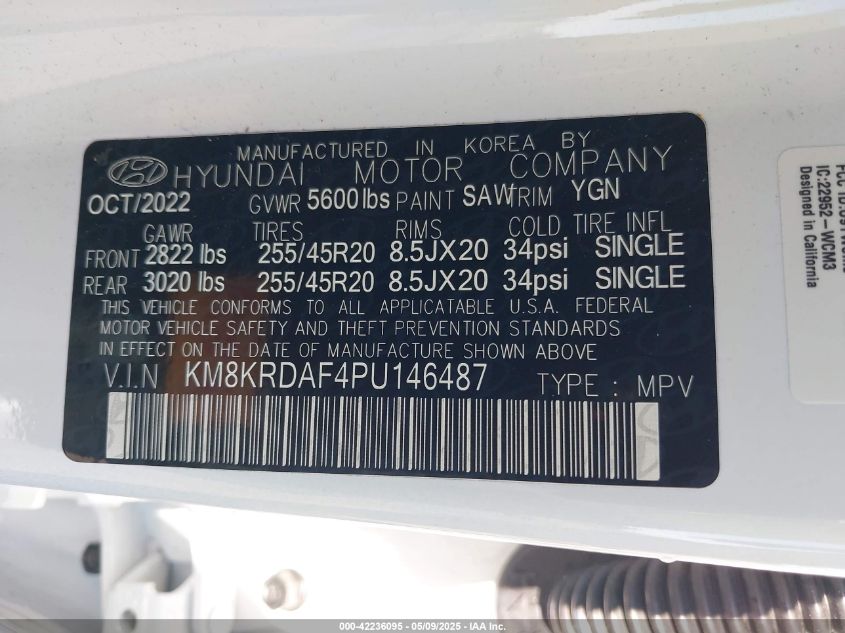 MANUFACTURED IN KOREA BY
HYUNDAI MOTOR COMPANY
OCT/2022 GVWR 5600lbs PAINT SAW TRIM YGN
GAWR TIRES RIMS COLD TIRE INFL
FRONT 2822 lbs 255/45R20 8.5JX20 34psi SINGLE
REAR 3020 lbs 255/45R20 8.5JX20 34psi SINGLE
THIS VEHICLE CONFORMS TO ALL APPLICATABLE U.S.A. FEDERAL
MOTOR VEHICLE SAFETY AND THEFT PREVENTION STANDARDS
IN EFFECT ON THE DATE OF MANUFACTURE SHOWN ABOVE
V.I.N KM8KRDAF4PU146487 TYPE : MPV
IC:22952-WCM3
Designed in California
000-42236095 - 05/09/2025 - IAA Inc.